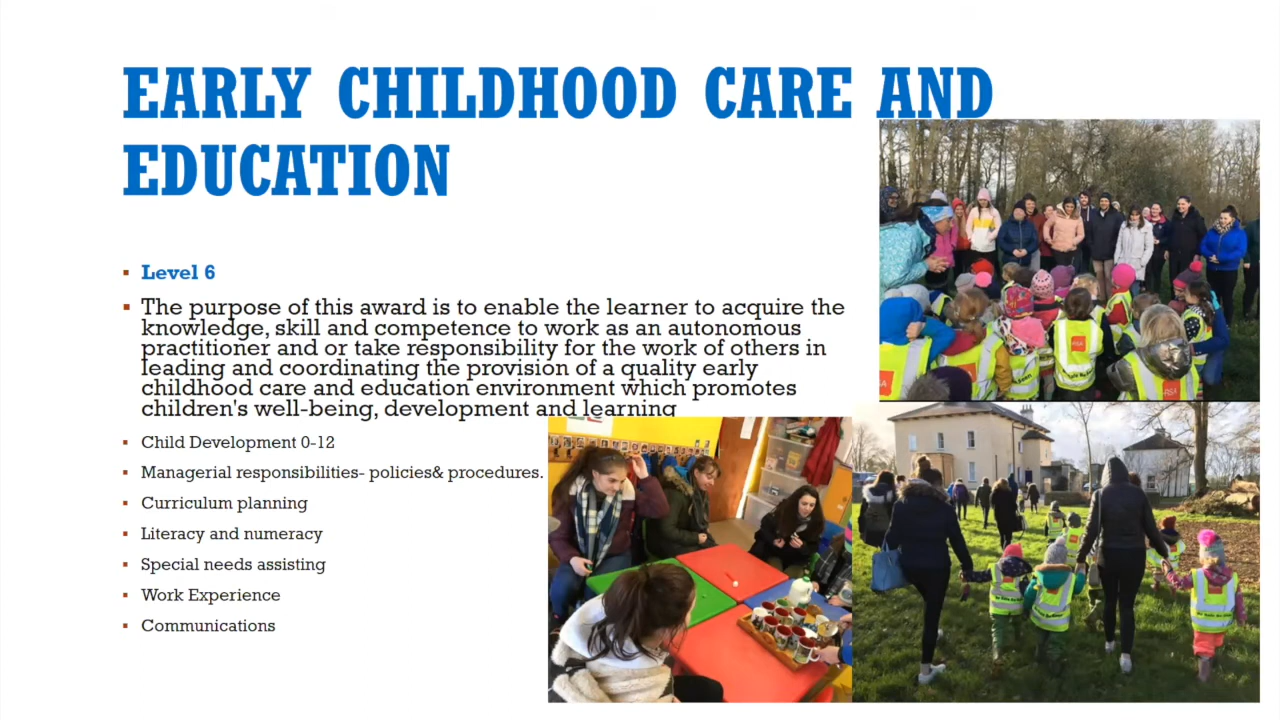 EARLY CHILDHOOD CARE AND
EDUCATION
Level 6
The purpose of this award is to enable the learner to acquire the
knowledge, skill and competence to work as an autonomous
practitioner and or take responsibility for the work of others in
leading and coordinating the provision of a quality early
childhood care and education environment which promotes
children's well-being, development and learning
Child Development 0-12
Managerial responsibilities- policies& procedures.
Curriculum planning
Literacy and numeracy
Special needs assisting
Work Experience
Communications
RSA
RSA
RSA